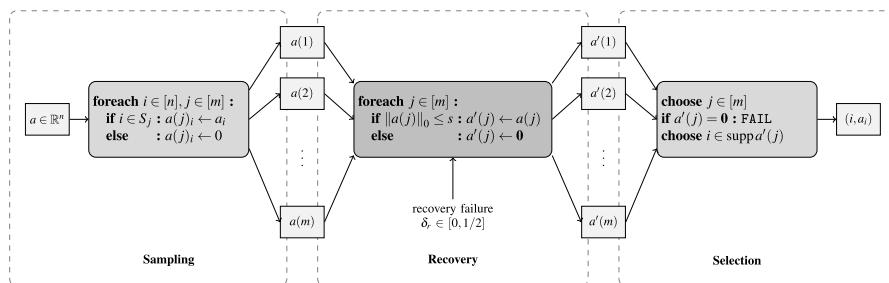 a ∈ ℝⁿ
foreach i ∈ [n], j ∈ [m] :
if i ∈ S_j : a(j)_i ← a_i
else : a(j)_i ← 0
a(1)
a(2)
⋮
a(m)
foreach j ∈ [m] :
if ‖a(j)‖₀ ≤ s : a′(j) ← a(j)
else : a′(j) ← 0
recovery failure
δ_r ∈ [0, 1/2]
a′(1)
a′(2)
⋮
a′(m)
choose j ∈ [m]
if a′(j) = 0 : FAIL
choose i ∈ supp a′(j)
(i, a_i)
Sampling
Recovery
Selection